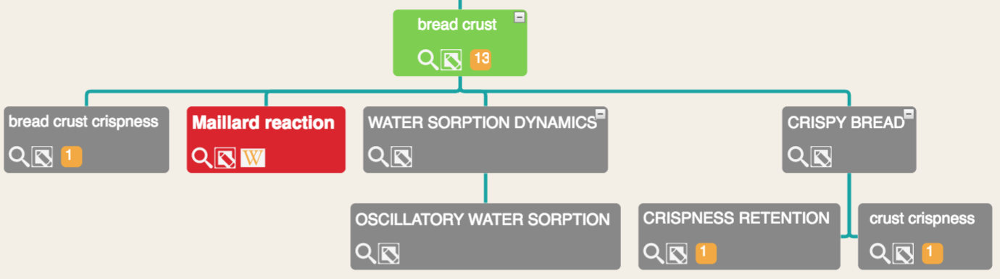 bread crust
13
bread crust crispness
1
Maillard reaction
W
WATER SORPTION DYNAMICS
CRISPY BREAD
OSCILLATORY WATER SORPTION
CRISPNESS RETENTION
1
crust crispness
1